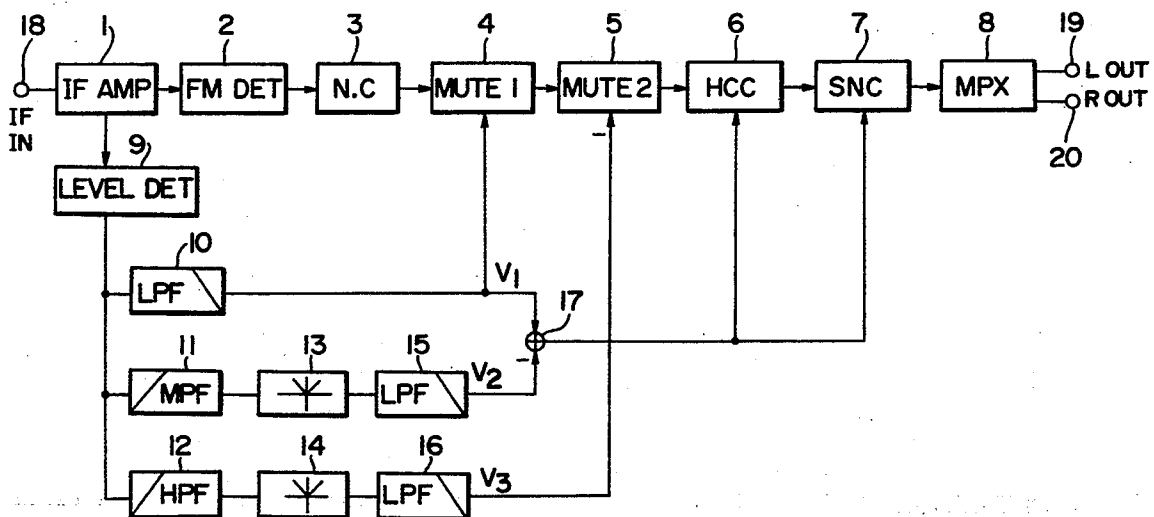 18 1 2 3 4 5 6 7 8 19
IF AMP FM DET N.C MUTE 1 MUTE 2 HCC SNC MPX L OUT
R OUT
IF
IN
9 - 20
LEVEL DET
10
LPF V1
17
11 13 15 -
MPF LPF V2
12 14 16
HPF LPF V3